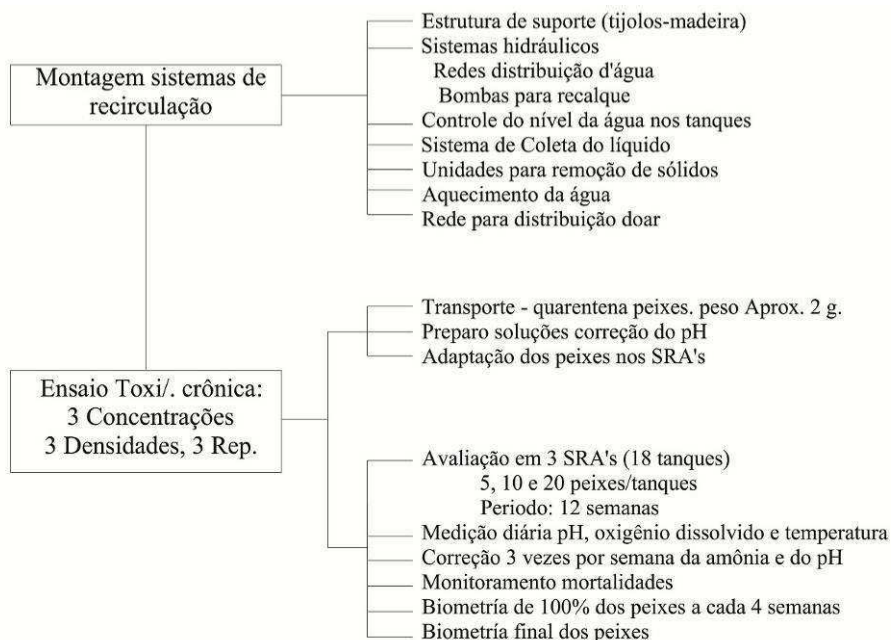 Montagem sistemas de
recirculação
Estrutura de suporte (tijolos-madeira)
Sistemas hidráulicos
Redes distribuição d'água
Bombas para recalque
Controle do nível da água nos tanques
Sistema de Coleta do líquido
Unidades para remoção de sólidos
Aquecimento da água
Rede para distribuição doar
Ensaio Toxi/. crônica:
3 Concentrações
3 Densidades, 3 Rep.
Transporte - quarentena peixes. peso Aprox. 2 g.
Preparo soluções correção do pH
Adaptação dos peixes nos SRA's
Avaliação em 3 SRA's (18 tanques)
5, 10 e 20 peixes/tanques
Periodo: 12 semanas
Medição diária pH, oxigênio dissolvido e temperatura
Correção 3 vezes por semana da amônia e do pH
Monitoramento mortalidades
Biometría de 100% dos peixes a cada 4 semanas
Biometría final dos peixes